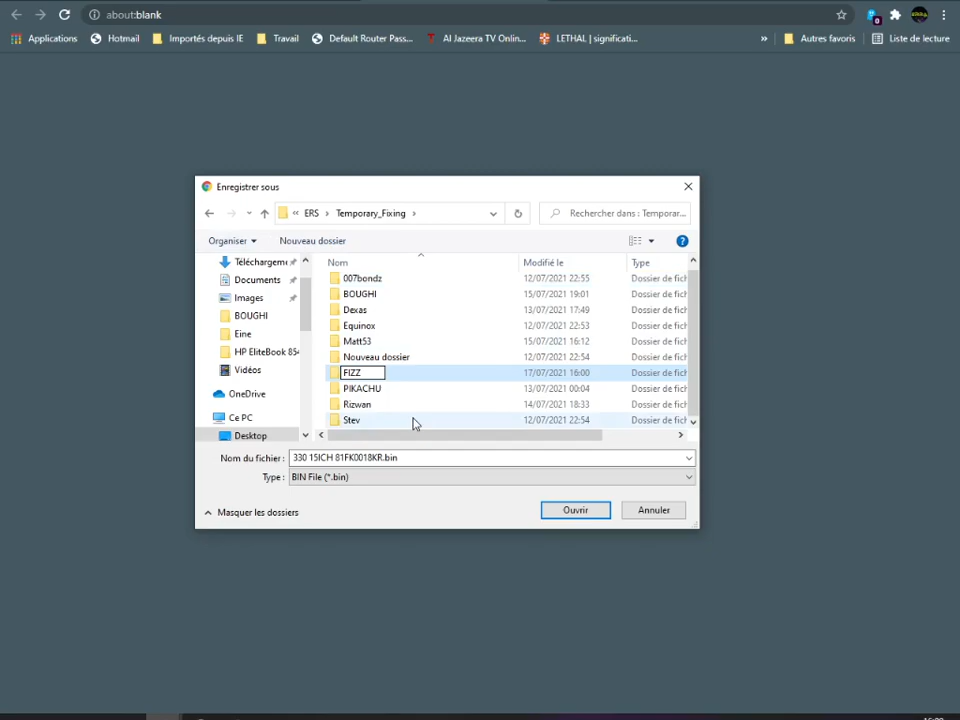 about:blank
Applications Hotmail Importés depuis IE Travail Default Router Pass... Al Jazeera TV Onlin... LETHAL | significati... » Autres favoris Liste de lecture
Enregistrer sous
« ERS › Temporary_Fixing › Rechercher dans : Temporar...
Organiser Nouveau dossier
Nom Modifié le Type
Téléchargeme
Documents
Images
BOUGHI
Eine
HP EliteBook 854
Vidéos
OneDrive
Ce PC
Desktop
007bondz 12/07/2021 22:55 Dossier de fich
BOUGHI 15/07/2021 19:01 Dossier de fich
Dexas 13/07/2021 17:49 Dossier de fich
Equinox 12/07/2021 22:53 Dossier de fich
Matt53 15/07/2021 16:12 Dossier de fich
Nouveau dossier 12/07/2021 22:54 Dossier de fich
FIZZ 17/07/2021 16:00 Dossier de fich
PIKACHU 13/07/2021 00:04 Dossier de fich
Rizwan 14/07/2021 18:33 Dossier de fich
Stev 12/07/2021 22:54 Dossier de fich
Nom du fichier : 330 15ICH 81FK0018KR.bin
Type : BIN File (*.bin)
Masquer les dossiers Ouvrir Annuler